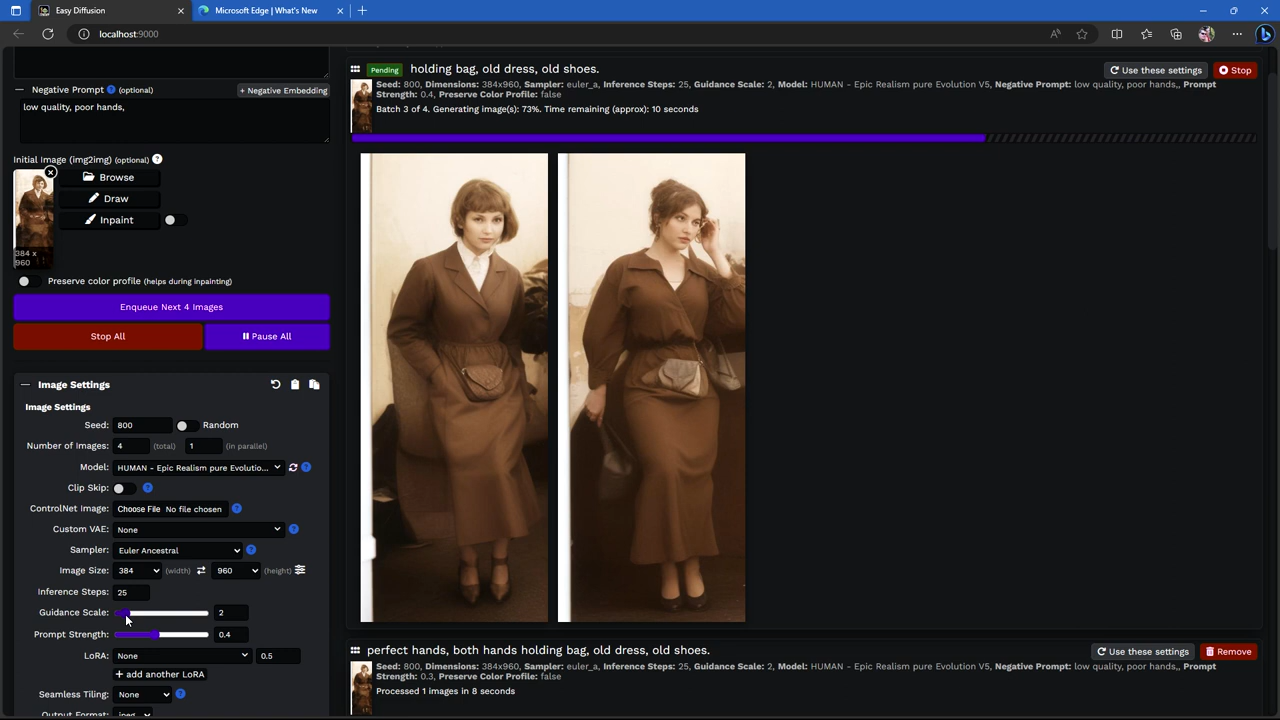 Easy Diffusion
Microsoft Edge | What's New
localhost:9000
Negative Prompt (optional)
+ Negative Embedding
low quality, poor hands,
Initial Image (img2img) (optional)
Browse
Draw
Inpaint
384 x
960
Preserve color profile (helps during inpainting)
Enqueue Next 4 Images
Stop All
Pause All
Image Settings
Image Settings
Seed: 800 Random
Number of Images: 4 (total) 1 (in parallel)
Model: HUMAN - Epic Realism pure Evolutio...
Clip Skip:
ControlNet Image: Choose File No file chosen
Custom VAE: None
Sampler: Euler Ancestral
Image Size: 384 (width) 960 (height)
Inference Steps: 25
Guidance Scale: 2
Prompt Strength: 0.4
LoRA: None 0.5
+ add another LoRA
Seamless Tiling: None
Output Format: jpeg
Pending holding bag, old dress, old shoes.
Use these settings
Stop
Seed: 800, Dimensions: 384x960, Sampler: euler_a, Inference Steps: 25, Guidance Scale: 2, Model: HUMAN - Epic Realism pure Evolution V5, Negative Prompt: low quality, poor hands,, Prompt
Strength: 0.4, Preserve Color Profile: false
Batch 3 of 4. Generating image(s): 73%. Time remaining (approx): 10 seconds
perfect hands, both hands holding bag, old dress, old shoes.
Use these settings
Remove
Seed: 800, Dimensions: 384x960, Sampler: euler_a, Inference Steps: 25, Guidance Scale: 2, Model: HUMAN - Epic Realism pure Evolution V5, Negative Prompt: low quality, poor hands,, Prompt
Strength: 0.3, Preserve Color Profile: false
Processed 1 images in 8 seconds